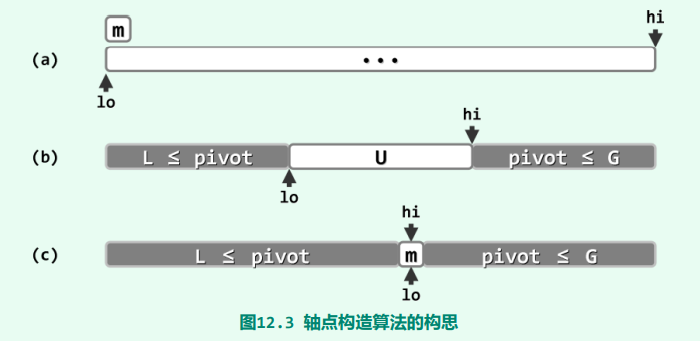 m
hi
(a)
• • •
lo
hi
(b) L ≤ pivot U pivot ≤ G
lo
hi
(c) L ≤ pivot m pivot ≤ G
lo
图12.3 轴点构造算法的构思